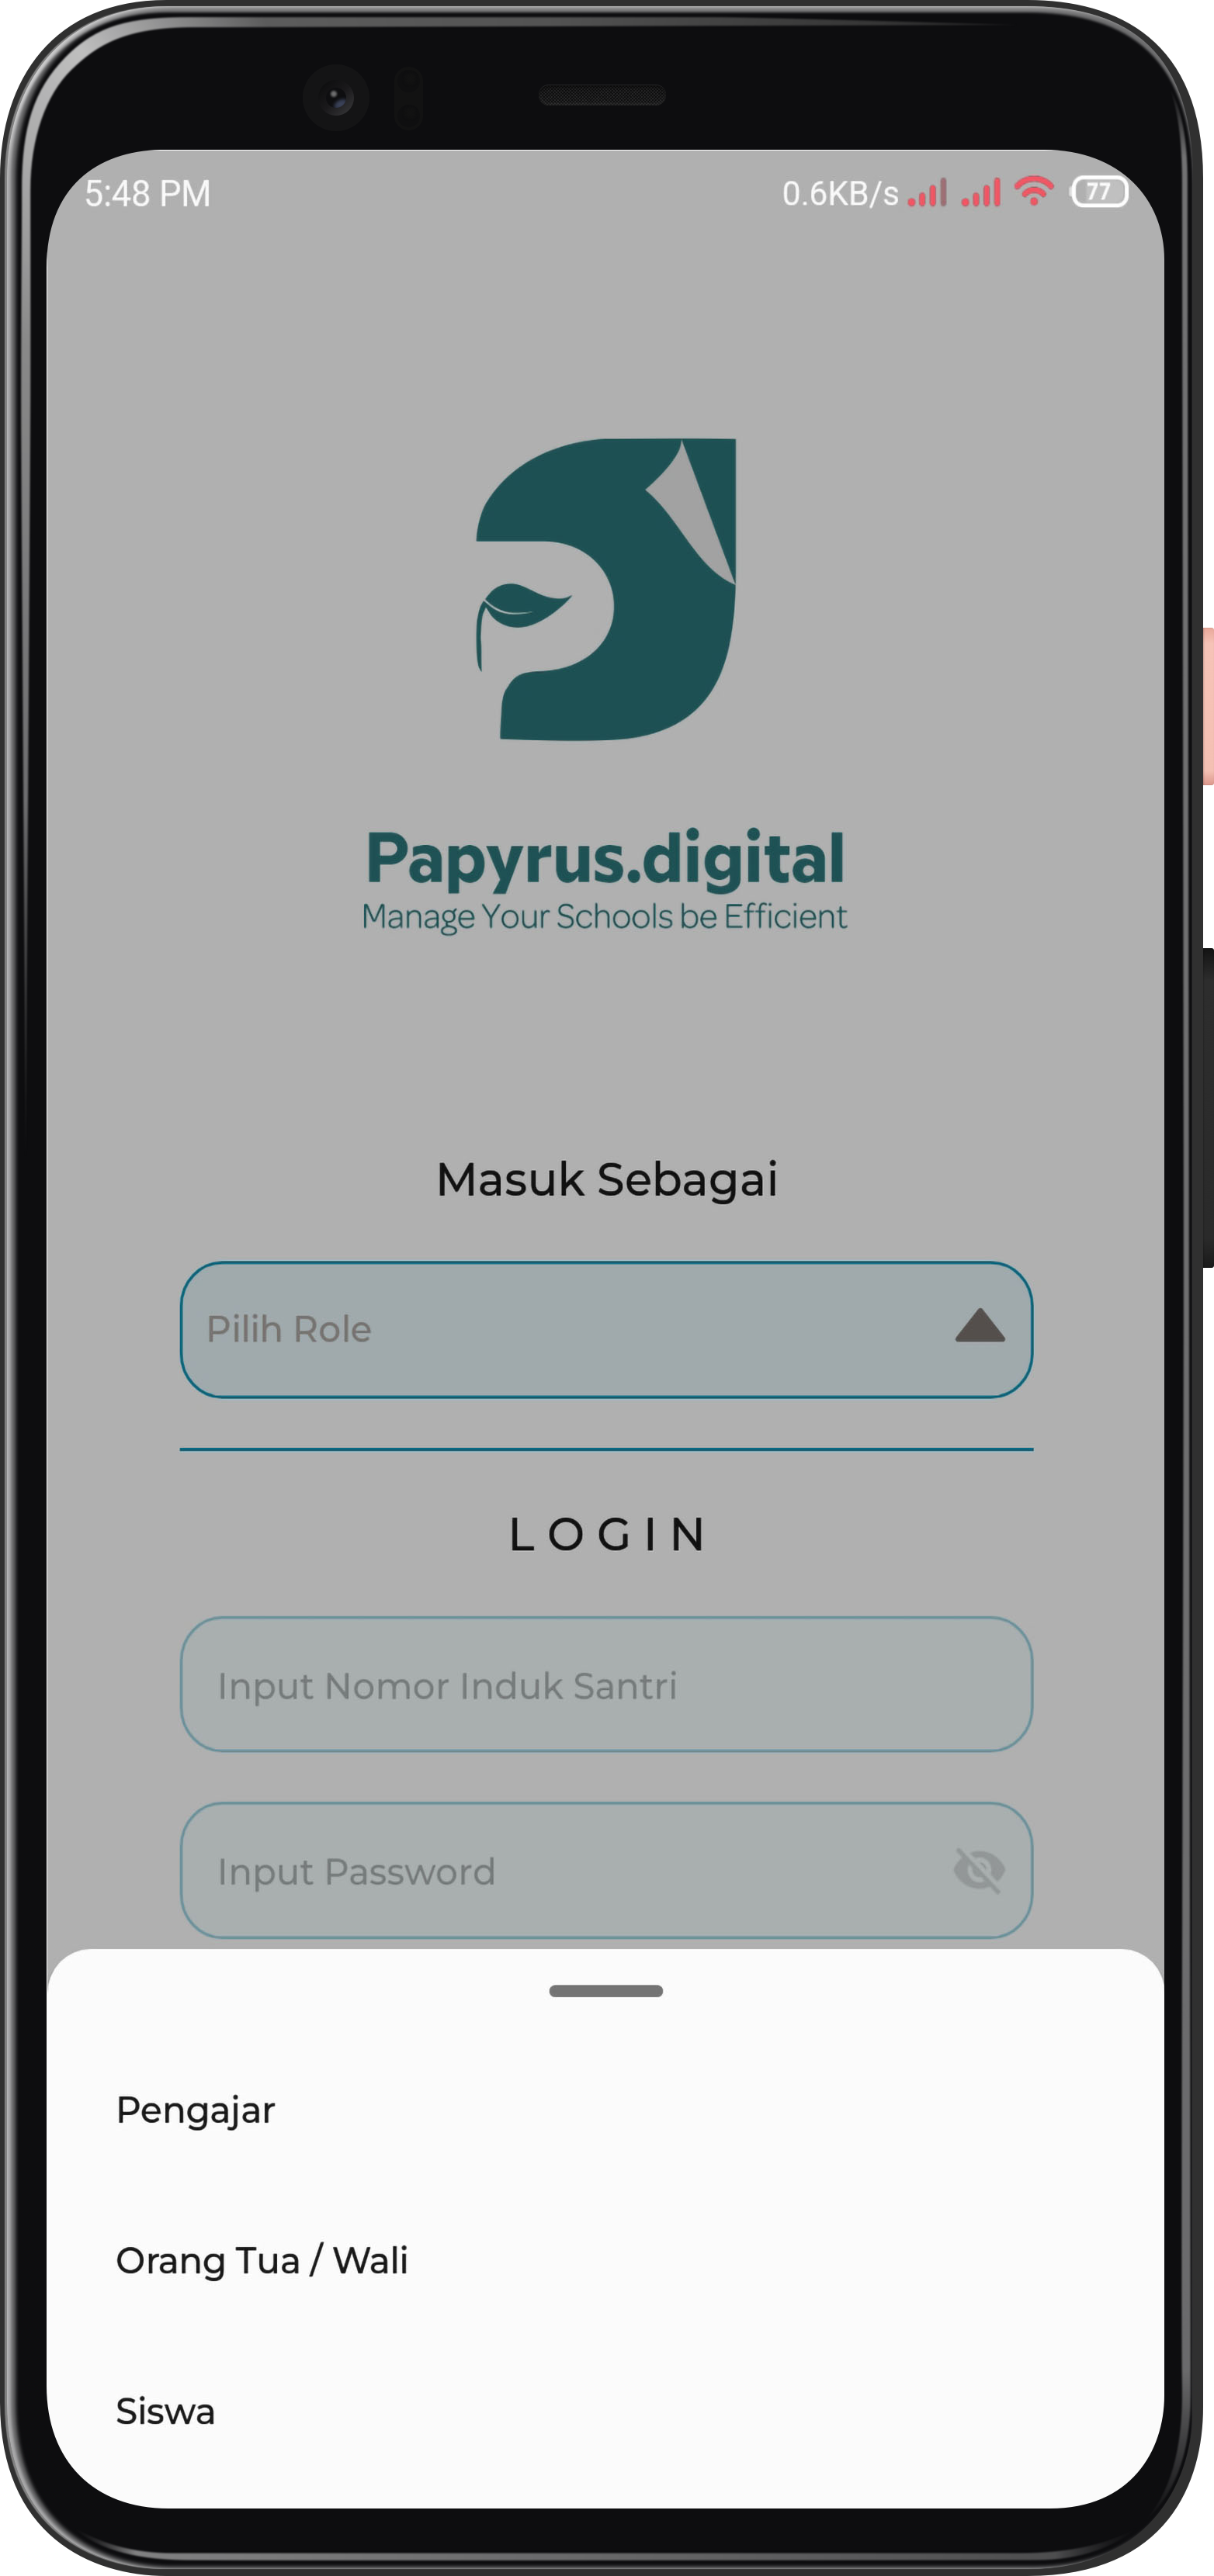 5:48 PM
0.6KB/s
77
Papyrus.digital
Manage Your Schools be Efficient
Masuk Sebagai
Pilih Role
LOGIN
Input Nomor Induk Santri
Input Password
Pengajar
Orang Tua / Wali
Siswa